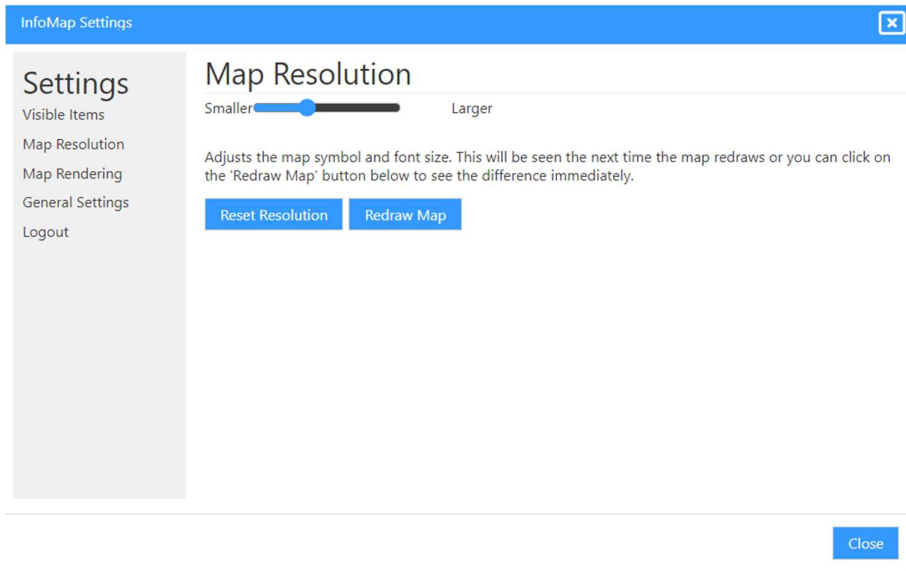 InfoMap Settings
Settings
Visible Items
Map Resolution
Map Rendering
General Settings
Logout
Map Resolution
Smaller Larger
Adjusts the map symbol and font size. This will be seen the next time the map redraws or you can click on
the 'Redraw Map' button below to see the difference immediately.
Reset Resolution Redraw Map
Close